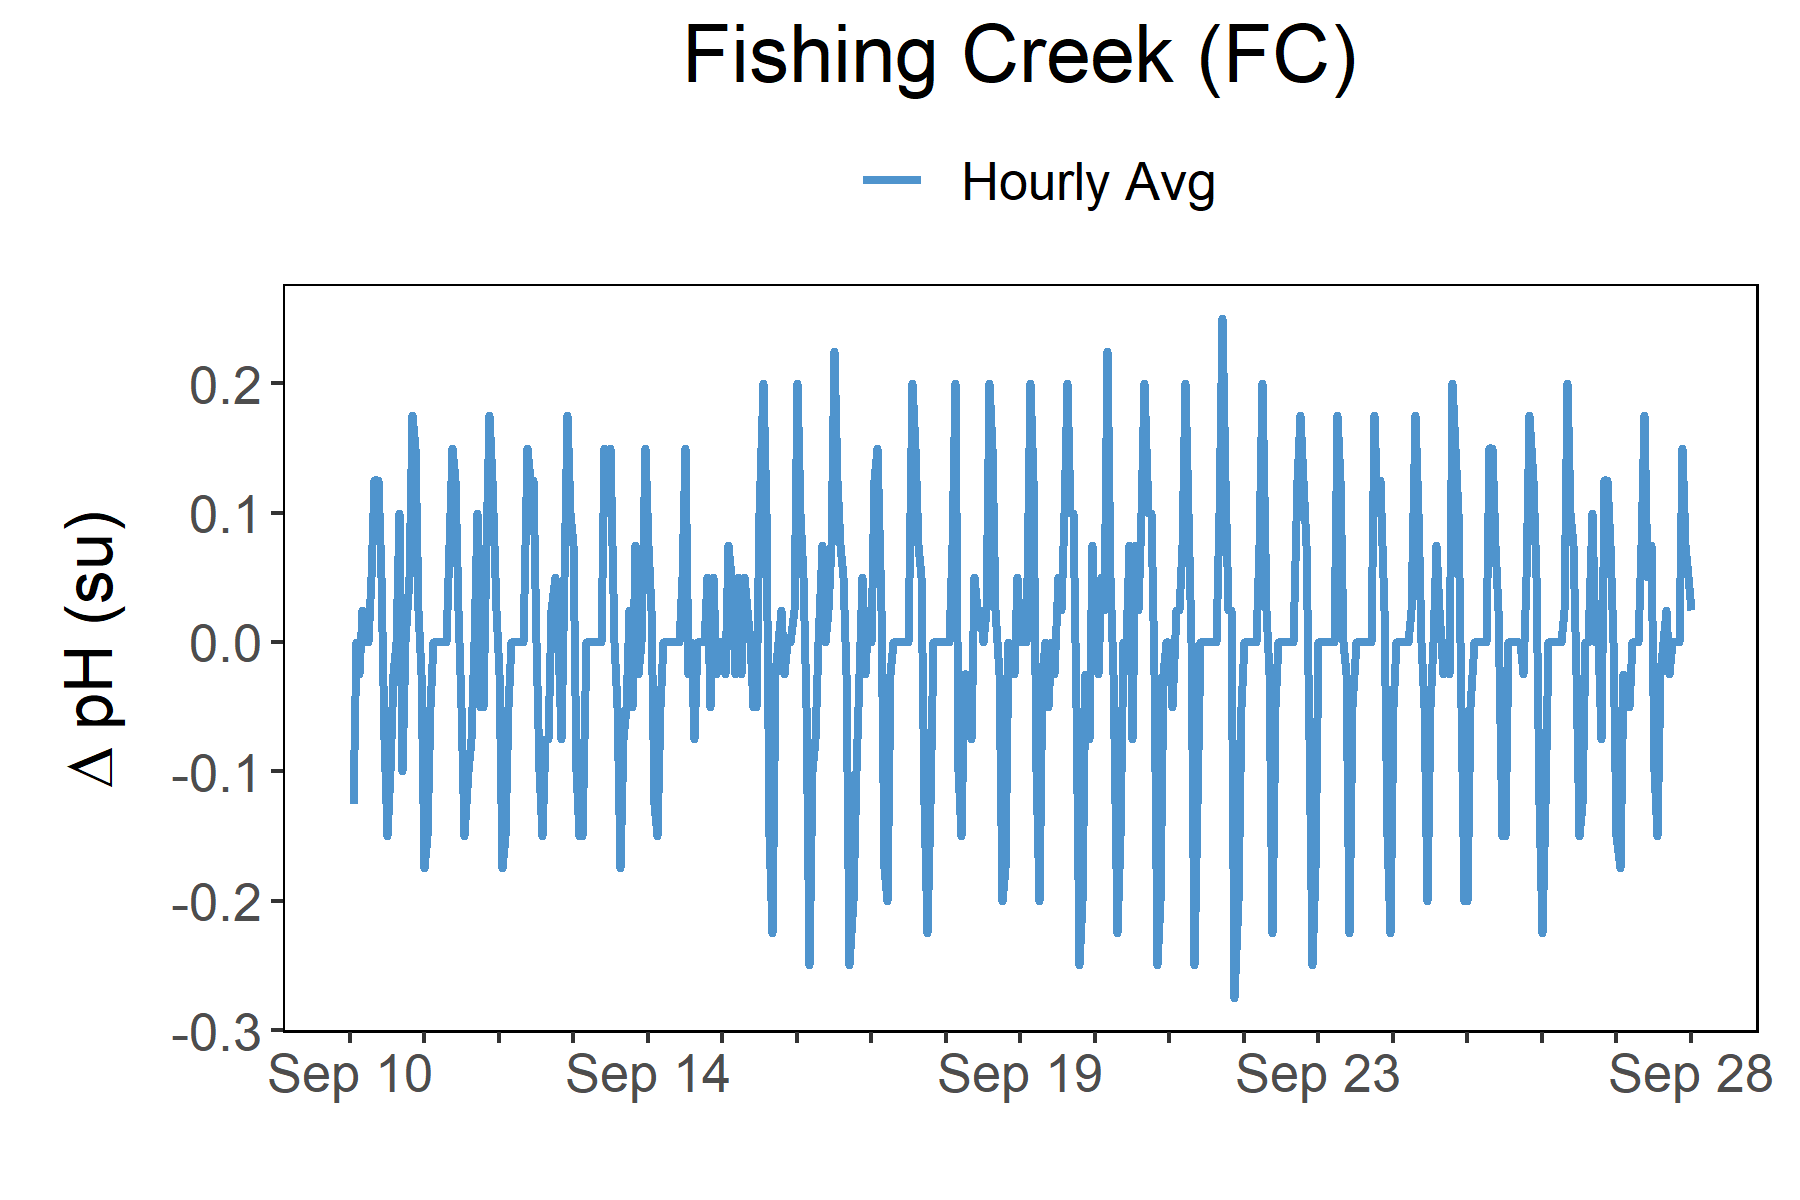 Fishing Creek (FC)
Hourly Avg
Δ pH (su)
0.2
0.1
0.0
-0.1
-0.2
-0.3
Sep 10 Sep 14 Sep 19 Sep 23 Sep 28